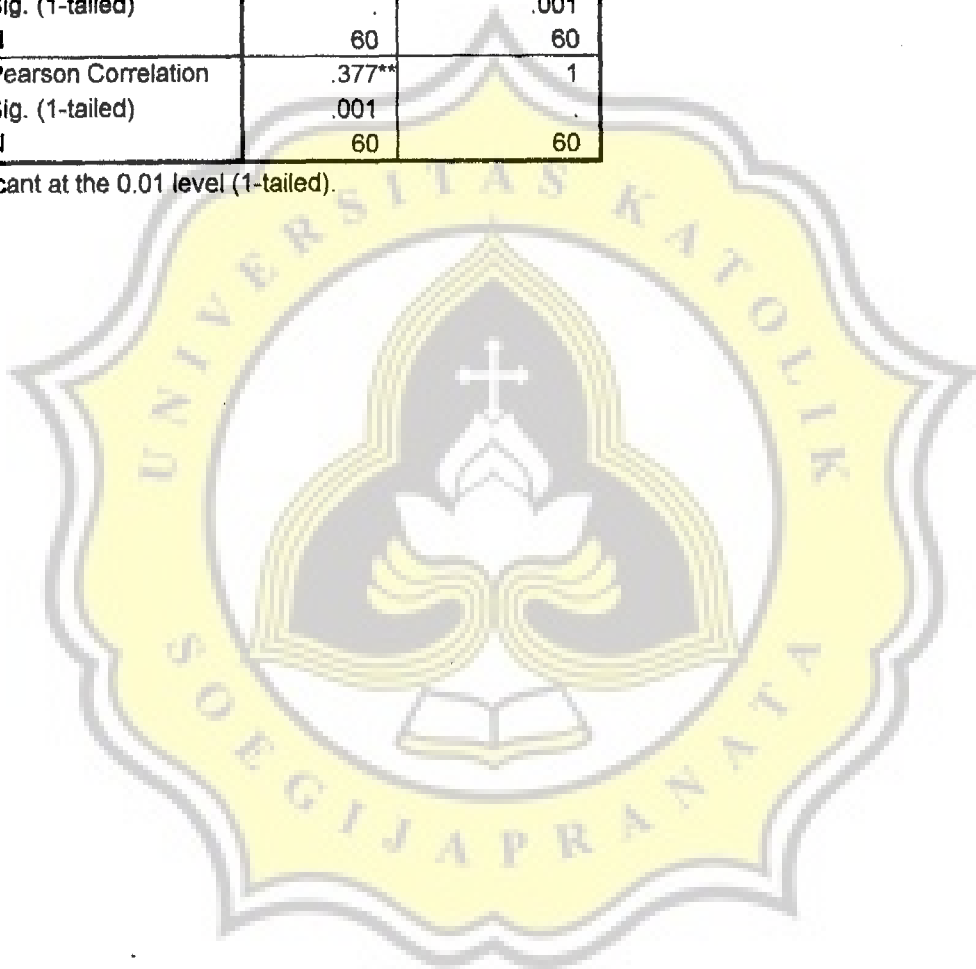 Sig. (1-tailed) . .001
N 60 60
Pearson Correlation .377** 1
Sig. (1-tailed) .001 .
N 60 60
cant at the 0.01 level (1-tailed).
UNIVERSITAS KATOLIK
SOEGIJAPRANATA